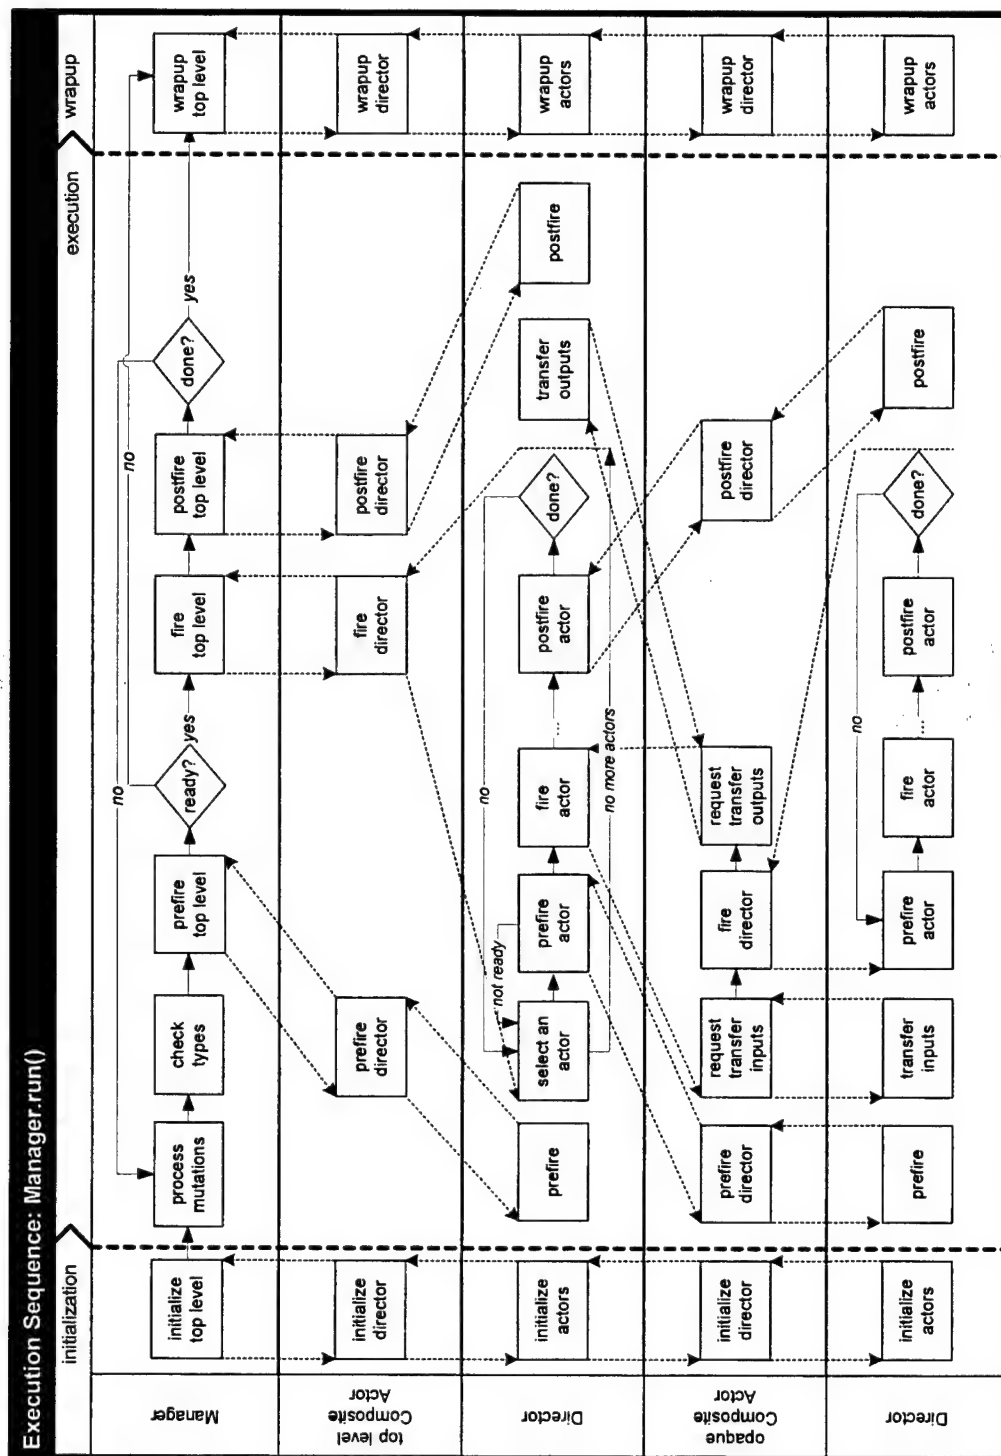 Execution Sequence: Manager.run()
initialization
execution
wrapup
Manager
initialize
top level
process
mutations
check
types
prefire
top level
ready?
yes
no
no
fire
top level
postfire
top level
done?
yes
wrapup
top level
top level
Composite
Actor
initialize
director
prefire
director
fire
director
postfire
director
wrapup
director
Director
initialize
actors
prefire
select an
actor
not ready
prefire
actor
fire
actor
...
no
no more actors
postfire
actor
done?
transfer
outputs
postfire
wrapup
actors
opaque
Composite
Actor
initialize
director
prefire
director
request
transfer
inputs
fire
director
request
transfer
outputs
postfire
director
wrapup
director
Director
initialize
actors
prefire
transfer
inputs
prefire
actor
fire
actor
...
no
postfire
actor
done?
postfire
wrapup
actors